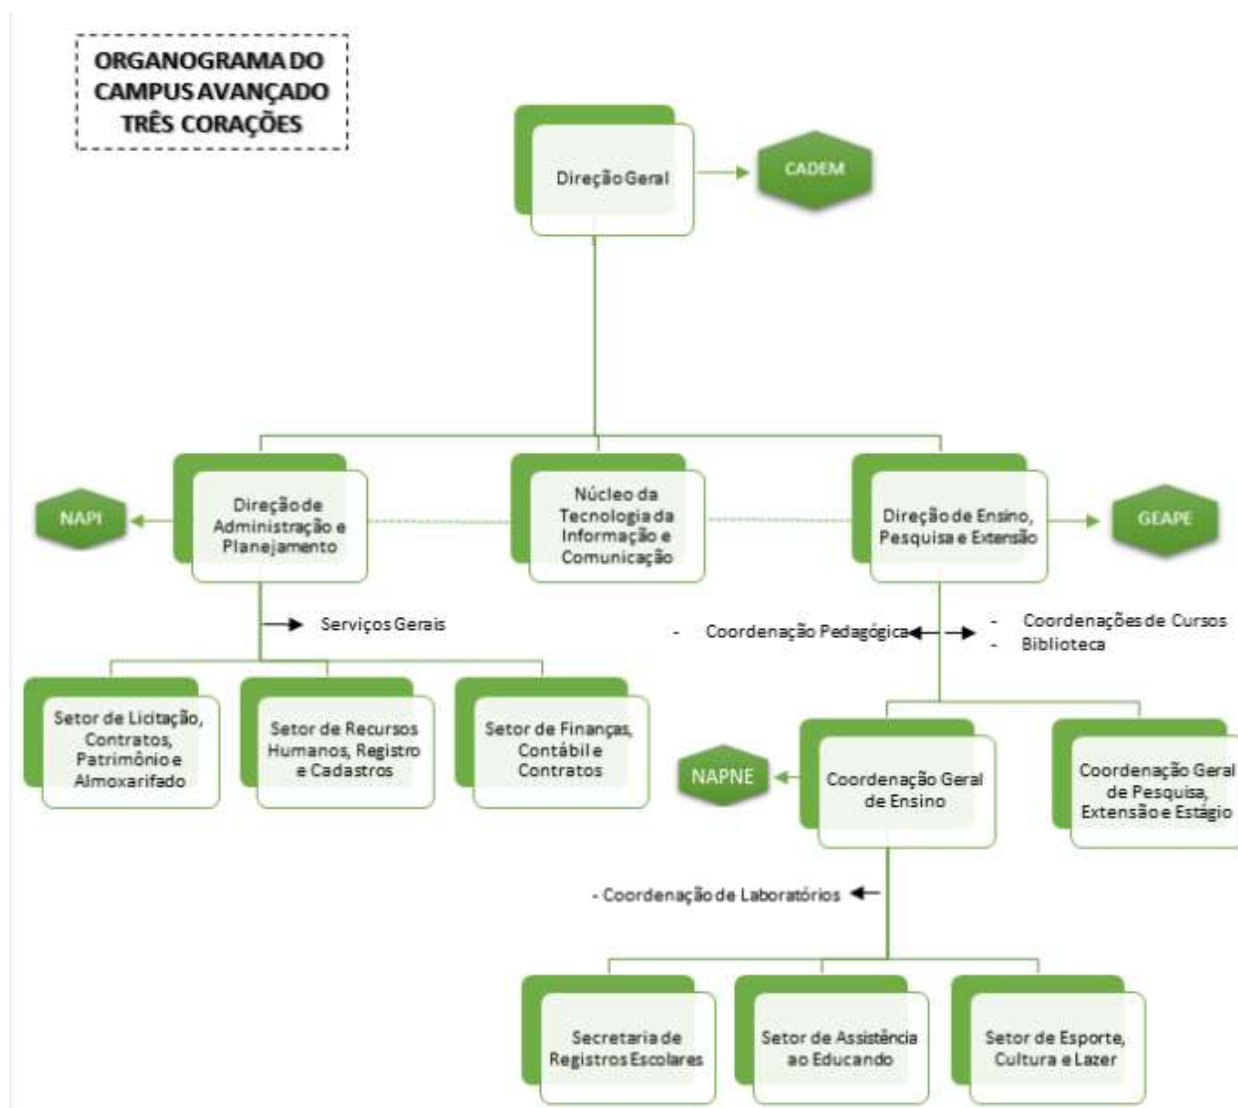 ORGANOGRAMA DO
CAMPUS AVANÇADO
TRÊS CORAÇÕES
Direção Geral
CADEM
NAPI
Direção de
Administração e
Planejamento
Núcleo da
Tecnologia da
Informação e
Comunicação
Direção de Ensino,
Pesquisa e Extensão
GEAPE
Serviços Gerais
- Coordenação Pedagógica
- Coordenações de Cursos
- Biblioteca
Setor de Licitação,
Contratos,
Patrimônio e
Almoxarifado
Setor de Recursos
Humanos, Registro
e Cadastros
Setor de Finanças,
Contábil e
Contratos
NAPNE
Coordenação Geral
de Ensino
Coordenação Geral
de Pesquisa,
Extensão e Estágio
- Coordenação de Laboratórios
Secretaria de
Registros Escolares
Setor de Assistência
ao Educando
Setor de Esporte,
Cultura e Lazer